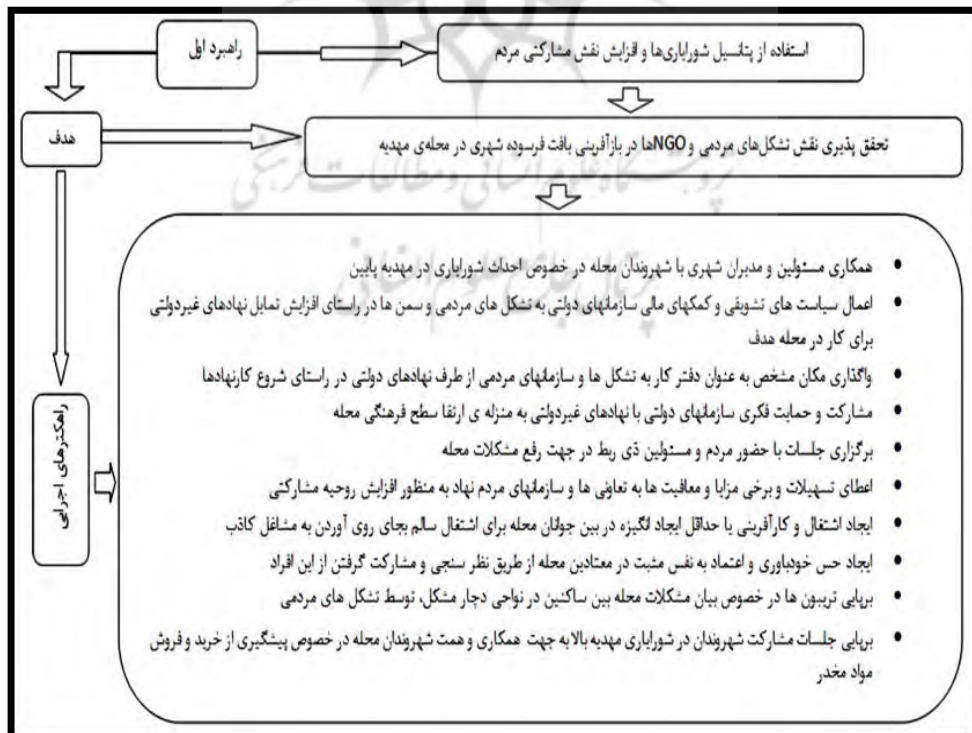 راهبرد اول
استفاده از پتانسیل شورایاری‌ها و افزایش نقش مشارکتی مردم
هدف
تحقق پذیری نقش تشکل‌های مردمی و NGOها در بازآفرینی بافت فرسوده شهری در محله‌ی مهدیه
پژوهشگاه علوم انسانی و مطالعات فرهنگی
پرتال جامع علوم انسانی
راهکترهای اجرایی
• همکاری مسئولین و مدیران شهری با شهروندان محله در خصوص احداث شورایاری در مهدیه پایین
• اعمال سیاست های تشویقی و کمکهای مالی سازمانهای دولتی به تشکل های مردمی و سمن ها در راستای افزایش تمایل نهادهای غیردولتی
برای کار در محله هدف
• واگذاری مکان مشخص به عنوان دفتر کار به تشکل ها و سازمانهای مردمی از طرف نهادهای دولتی در راستای شروع کارنهادها
• مشارکت و حمایت فکری سازمانهای دولتی با نهادهای غیردولتی به منزله ی ارتقا سطح فرهنگی محله
• برگزاری جلسات با حضور مردم و مسئولین ذی ربط در جهت رفع مشکلات محله
• اعطای تسهیلات و برخی مزایا و معافیت ها به تعاونی ها و سازمانهای مردم نهاد به منظور افزایش روحیه مشارکتی
• ایجاد اشتغال و کارآفرینی یا حداقل ایجاد انگیزه در بین جوانان محله برای اشتغال سالم بجای روی آوردن به مشاغل کاذب
• ایجاد حس خودباوری و اعتماد به نفس مثبت در معتادین محله از طریق نظر سنجی و مشارکت گرفتن از این افراد
• برپایی تریبون ها در خصوص بیان مشکلات محله بین ساکنین در نواحی دچار مشکل، توسط تشکل های مردمی
• برپایی جلسات مشارکت شهروندان در شورایاری مهدیه بالا به جهت همکاری و همت شهروندان محله در خصوص پیشگیری از خرید و فروش
مواد مخدر